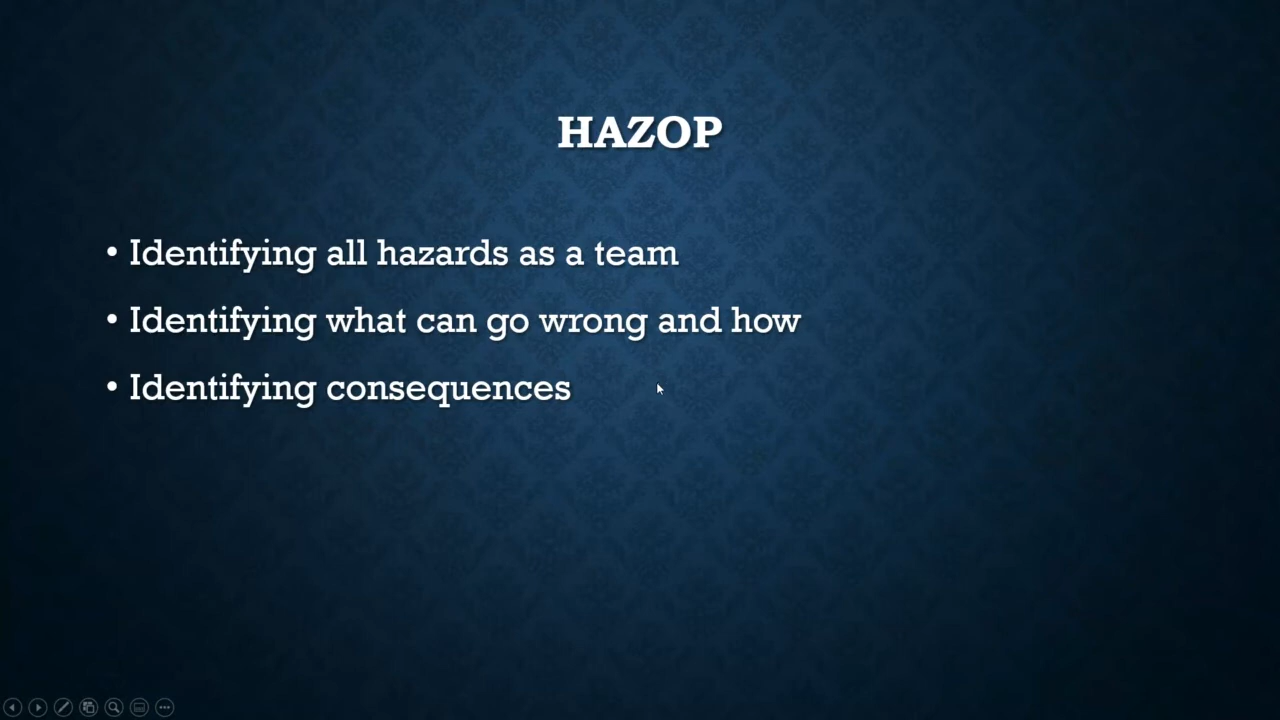 HAZOP
• Identifying all hazards as a team
• Identifying what can go wrong and how
• Identifying consequences